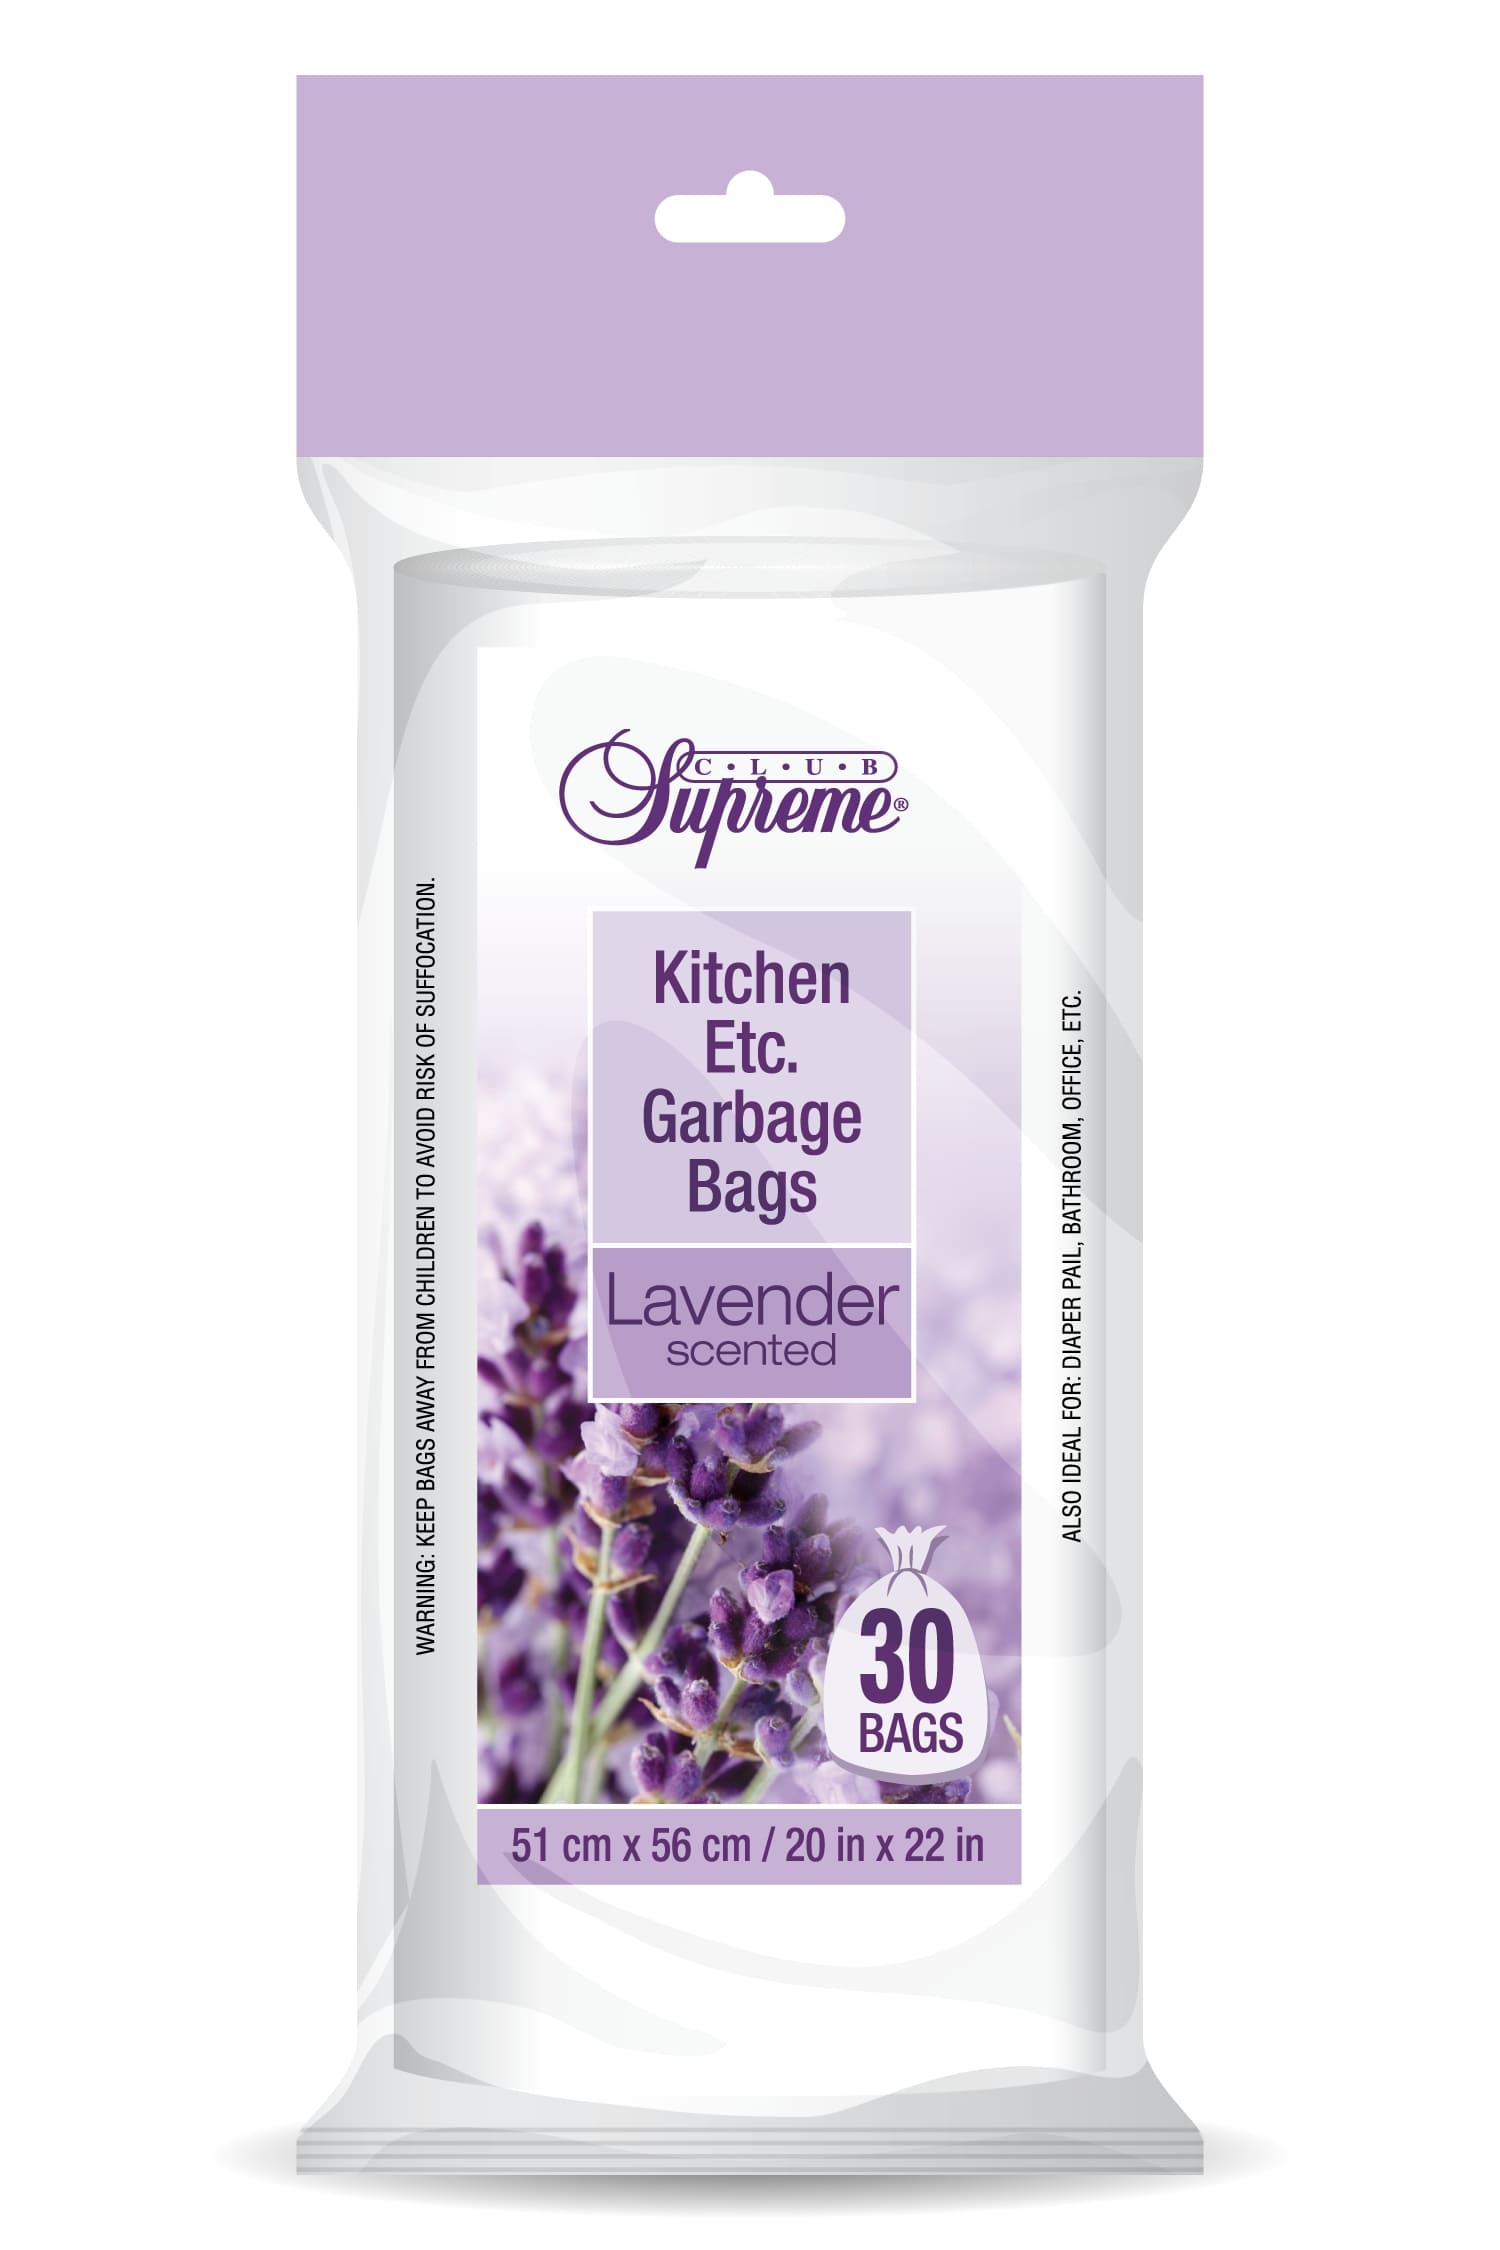 C·L·U·B
Supreme®
Kitchen
Etc.
Garbage
Bags
Lavender
scented
30
BAGS
51 cm x 56 cm / 20 in x 22 in
WARNING: KEEP BAGS AWAY FROM CHILDREN TO AVOID RISK OF SUFFOCATION.
ALSO IDEAL FOR: DIAPER PAIL, BATHROOM, OFFICE, ETC.